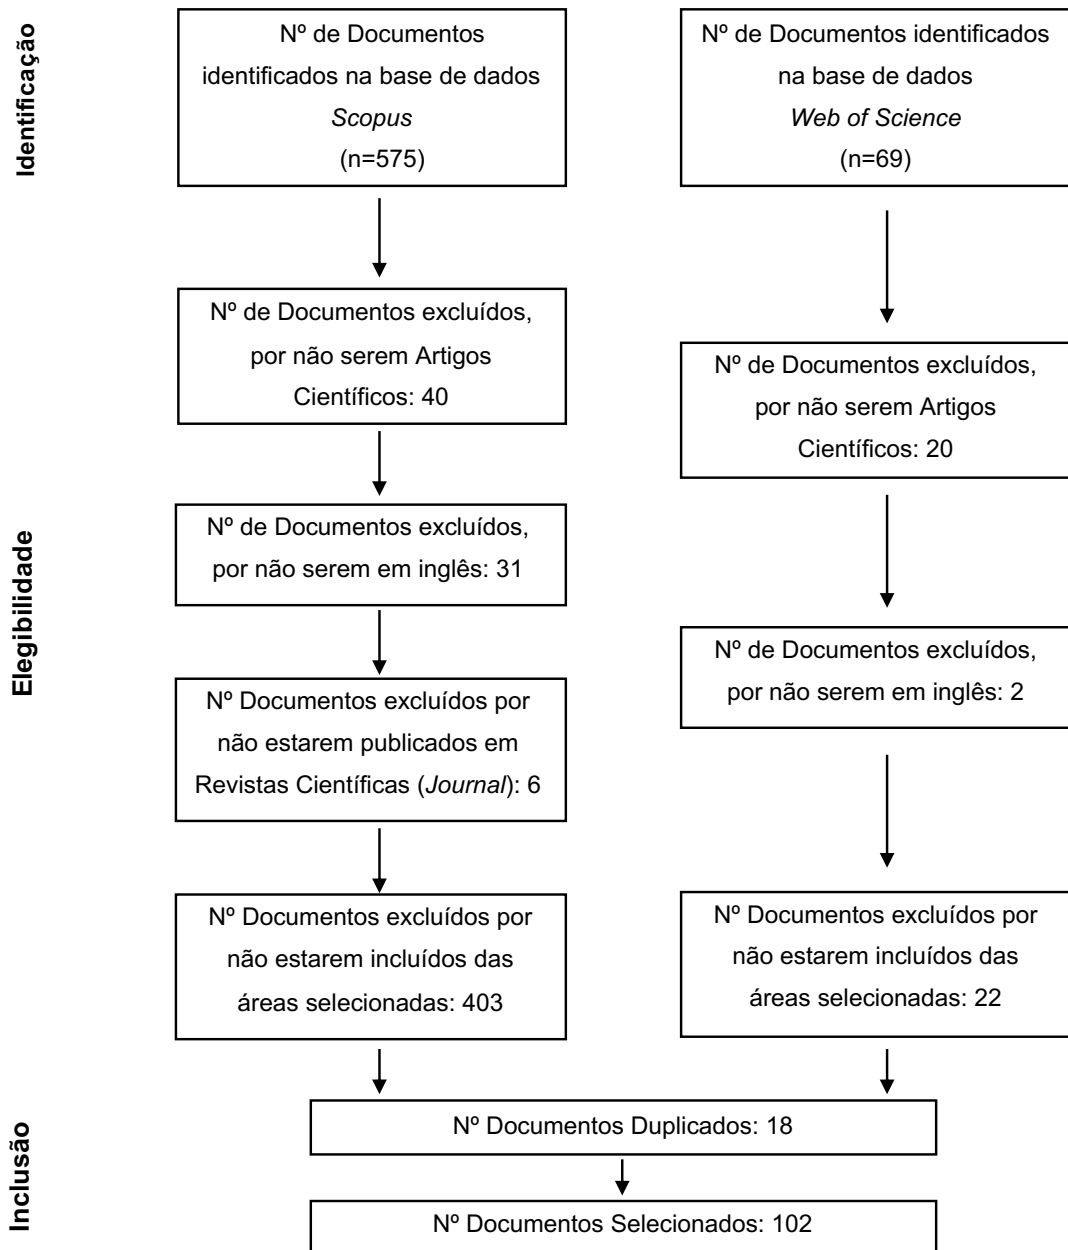 Identificação
Nº de Documentos
identificados na base de dados
Scopus
(n=575)
Nº de Documentos identificados
na base de dados
Web of Science
(n=69)
Elegibilidade
Nº de Documentos excluídos,
por não serem Artigos
Científicos: 40
Nº de Documentos excluídos,
por não serem em inglês: 31
Nº Documentos excluídos por
não estarem publicados em
Revistas Científicas (Journal): 6
Nº Documentos excluídos por
não estarem incluídos das
áreas selecionadas: 403
Nº de Documentos excluídos,
por não serem Artigos
Científicos: 20
Nº de Documentos excluídos,
por não serem em inglês: 2
Nº Documentos excluídos por
não estarem incluídos das
áreas selecionadas: 22
Inclusão
Nº Documentos Duplicados: 18
Nº Documentos Selecionados: 102